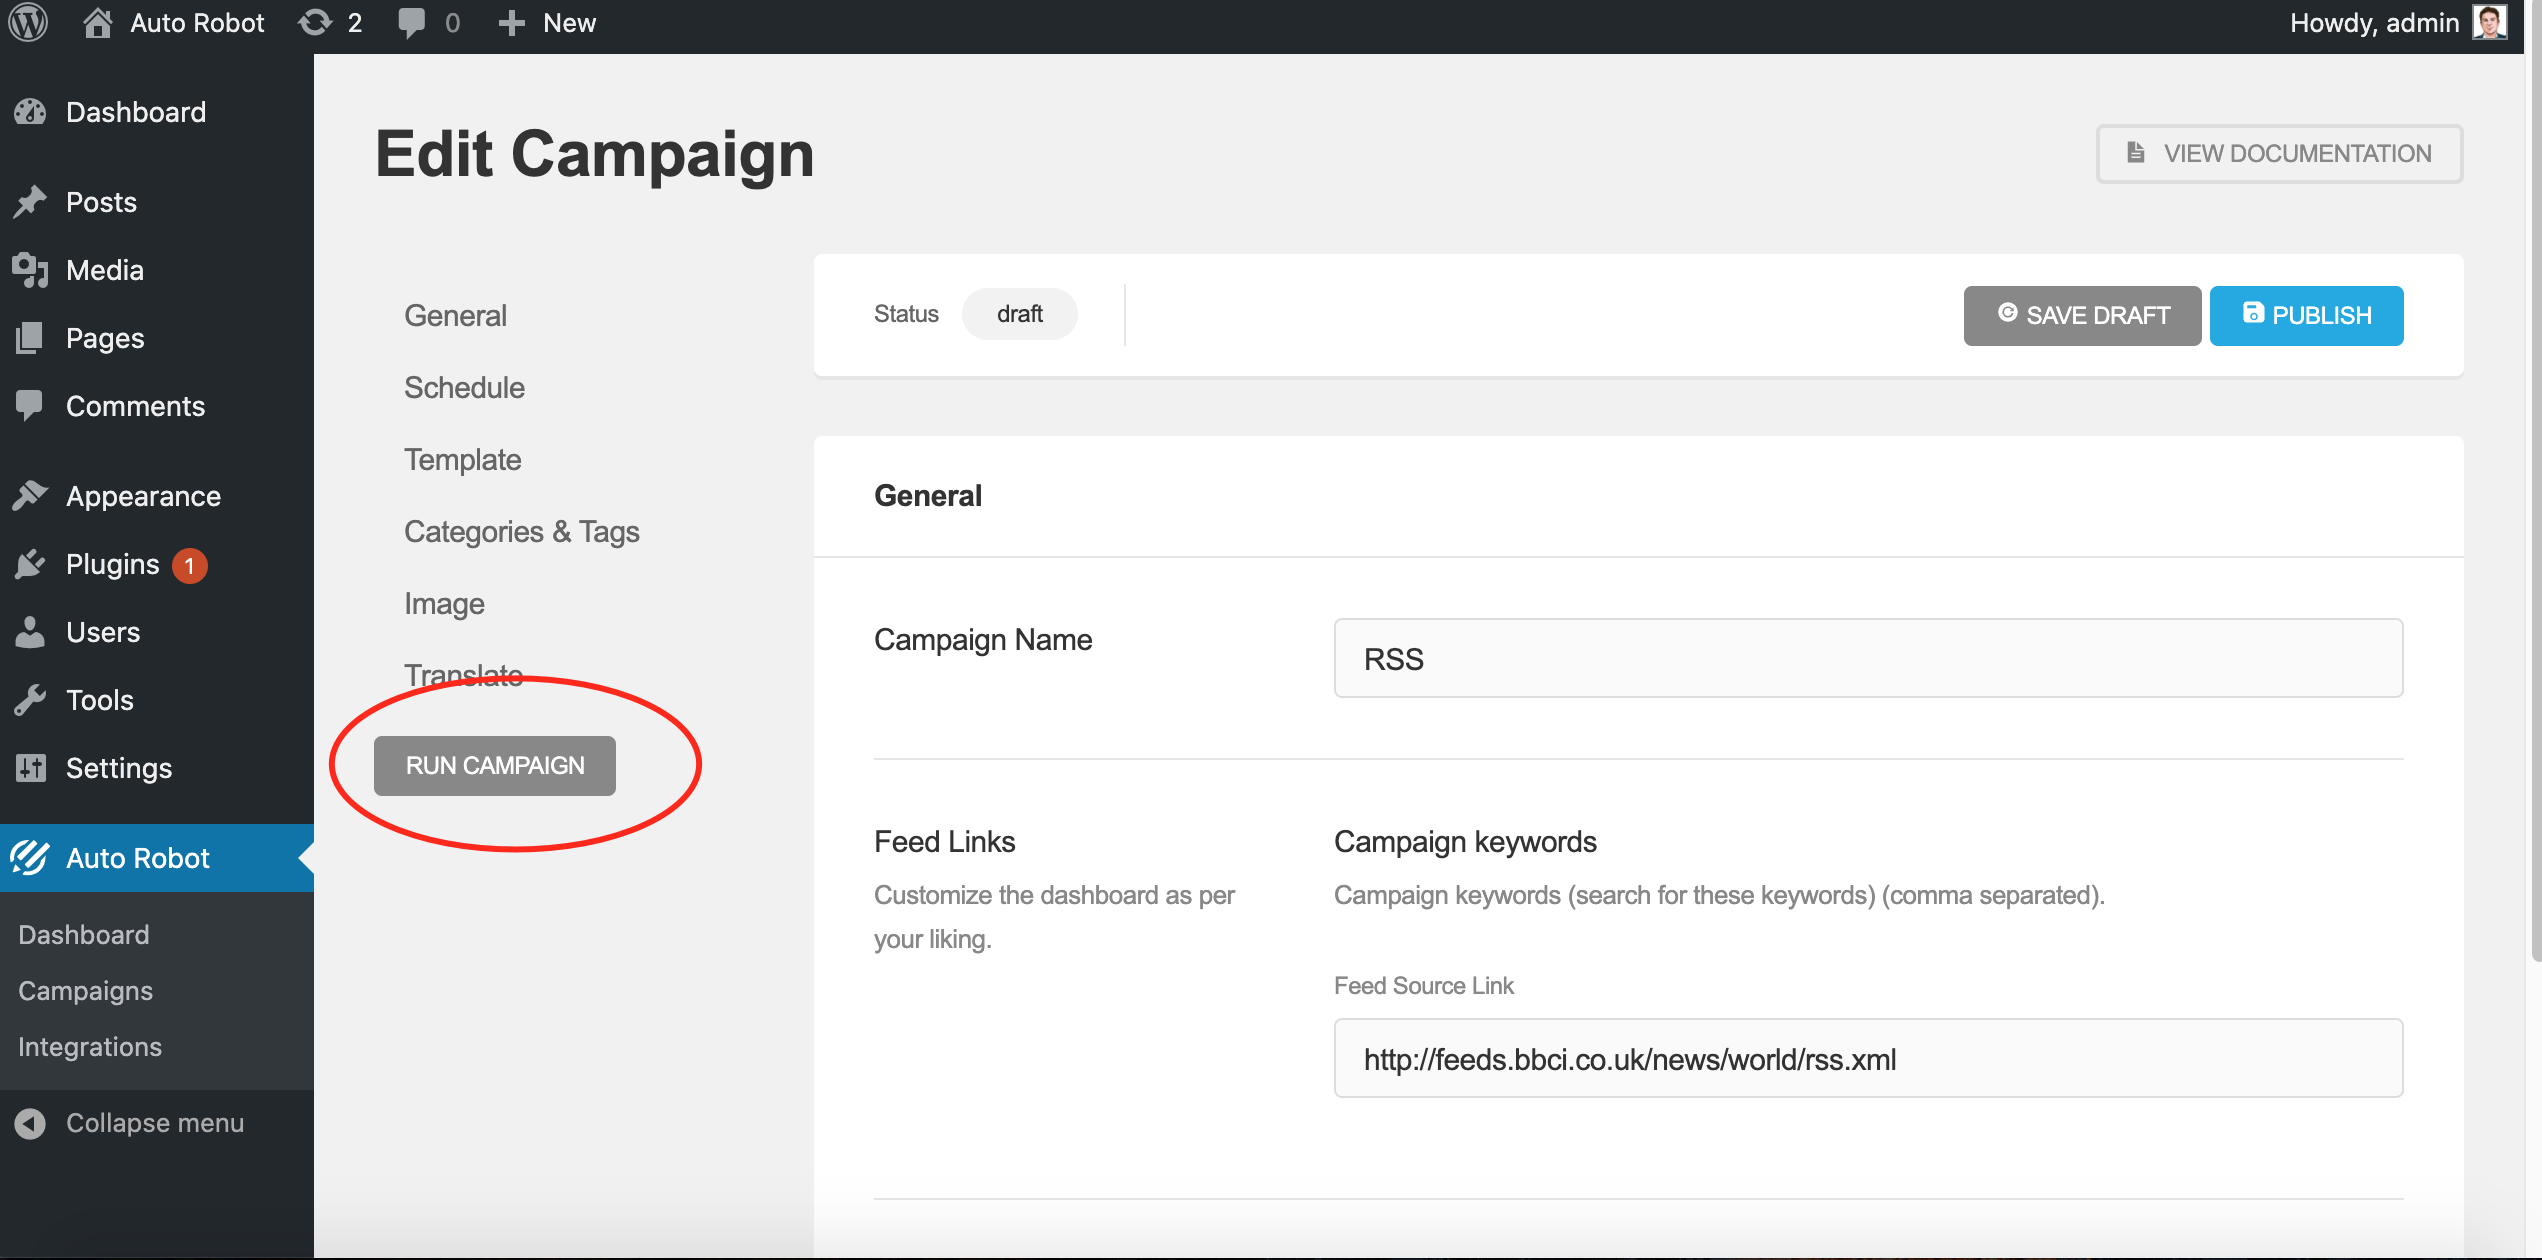 Auto Robot 2 0 New Howdy, admin
Dashboard
Posts
Media
Pages
Comments
Appearance
Plugins 1
Users
Tools
Settings
Auto Robot
Dashboard
Campaigns
Integrations
Collapse menu
Edit Campaign
VIEW DOCUMENTATION
General
Schedule
Template
Categories & Tags
Image
Translate
RUN CAMPAIGN
Status draft
SAVE DRAFT PUBLISH
General
Campaign Name
RSS
Feed Links
Customize the dashboard as per
your liking.
Campaign keywords
Campaign keywords (search for these keywords) (comma separated).
Feed Source Link
http://feeds.bbci.co.uk/news/world/rss.xml